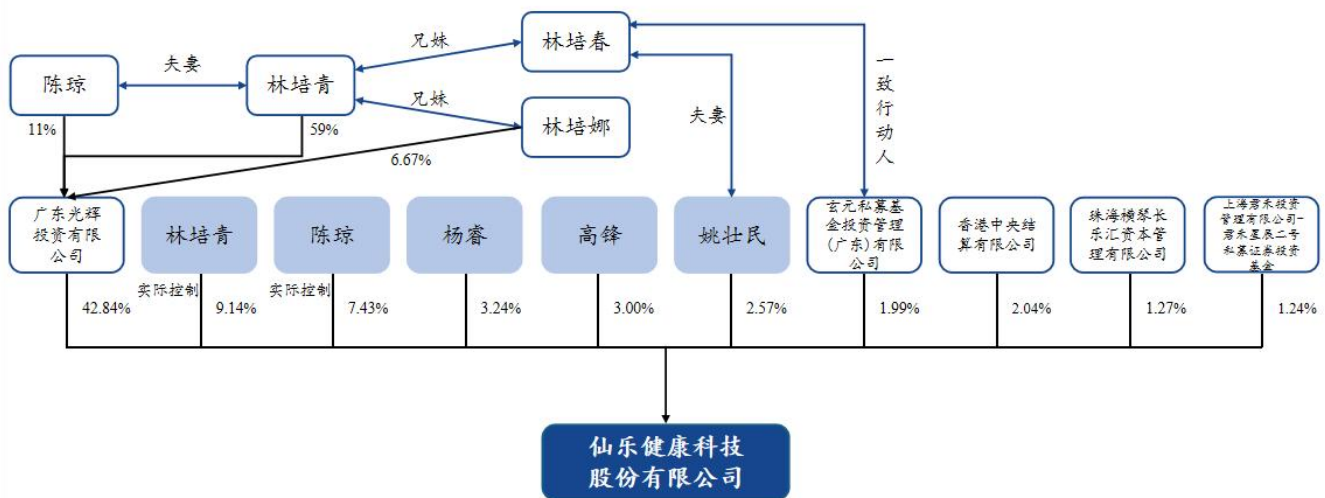 兄妹
林培春
夫妻
陈琼
林培青
兄妹
林培娜
夫妻
一致行动人
11%
59%
6.67%
广东光辉
投资有限
公司
林培青
陈琼
杨睿
高锋
姚壮民
玄元私募基
金投资管理
(广东)有限
公司
香港中央结
算有限公司
珠海横琴长
乐汇资本管
理有限公司
上海君禾投资
管理有限公司-
君禾星辰二号
私募证券投资
基金
实际控制
实际控制
42.84%
9.14%
7.43%
3.24%
3.00%
2.57%
1.99%
2.04%
1.27%
1.24%
仙乐健康科技
股份有限公司